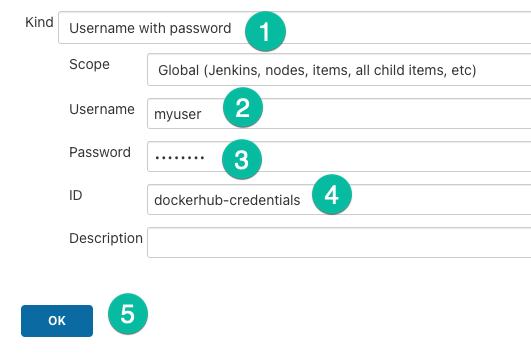 Kind Username with password 1
Scope Global (Jenkins, nodes, items, all child items, etc)
Username myuser 2
Password •••••••• 3
ID dockerhub-credentials 4
Description
OK 5